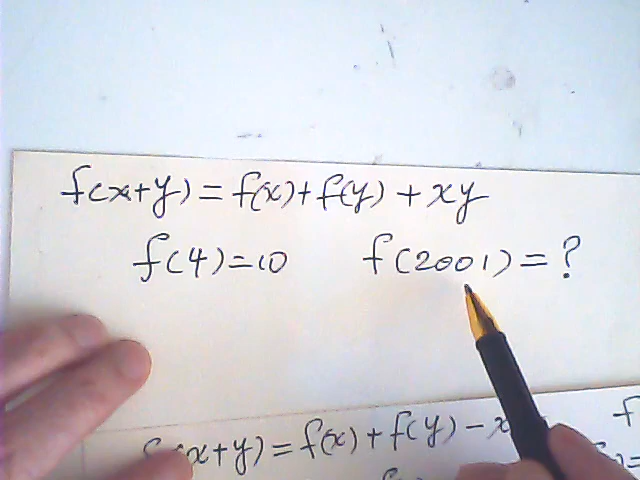 f(x+y)=f(x)+f(y)+xy
f(4)=10 f(2001)=?
f
(x+y)=f(x)+f(y)-x